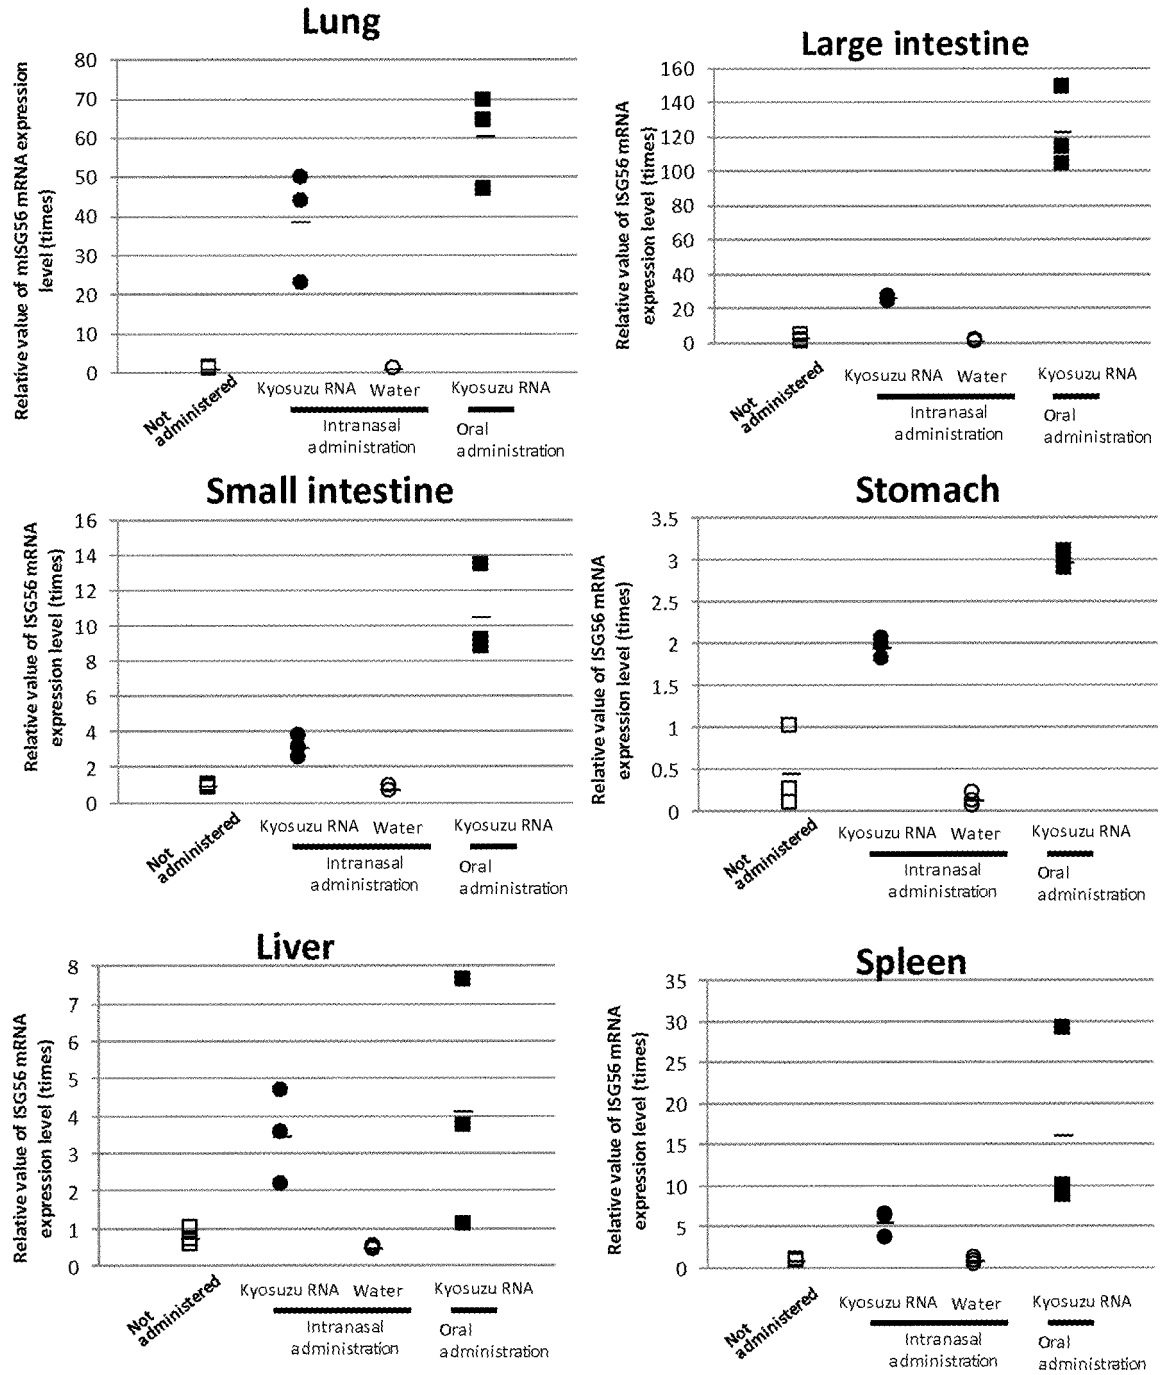 Lung
Relative value of mISG56 mRNA expression
level (times)
80
70
60
50
40
30
20
10
0
Not
administered
Kyosuzu RNA
Water
Kyosuzu RNA
Intranasal
administration
Oral
administration
Large intestine
Relative value of ISG56 mRNA
expression level (times)
160
140
120
100
80
60
40
20
0
Not
administered
Kyosuzu RNA
Water
Kyosuzu RNA
Intranasal
administration
Oral
administration
Small intestine
Relative value of ISG56 mRNA
expression level (times)
16
14
12
10
8
6
4
2
0
Not
administered
Kyosuzu RNA
Water
Kyosuzu RNA
Intranasal
administration
Oral
administration
Stomach
Relative value of ISG56 mRNA
expression level (times)
3.5
3
2.5
2
1.5
1
0.5
0
Not
administered
Kyosuzu RNA
Water
Kyosuzu RNA
Intranasal
administration
Oral
administration
Liver
Relative value of ISG56 mRNA
expression level (times)
8
7
6
5
4
3
2
1
0
Not
administered
Kyosuzu RNA
Water
Kyosuzu RNA
Intranasal
administration
Oral
administration
Spleen
Relative value of ISG56 mRNA
expression level (times)
35
30
25
20
15
10
5
0
Not
administered
Kyosuzu RNA
Water
Kyosuzu RNA
Intranasal
administration
Oral
administration